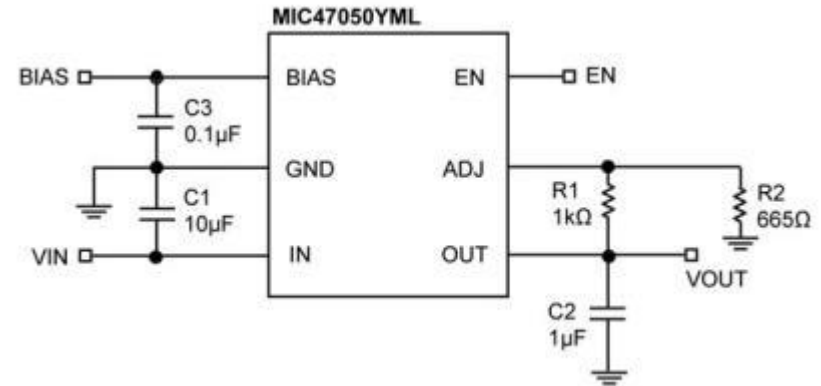 MIC47050YML
BIAS
BIAS
EN
EN
C3
0.1µF
GND
ADJ
C1
10µF
R1
1kΩ
R2
665Ω
VIN
IN
OUT
VOUT
C2
1µF